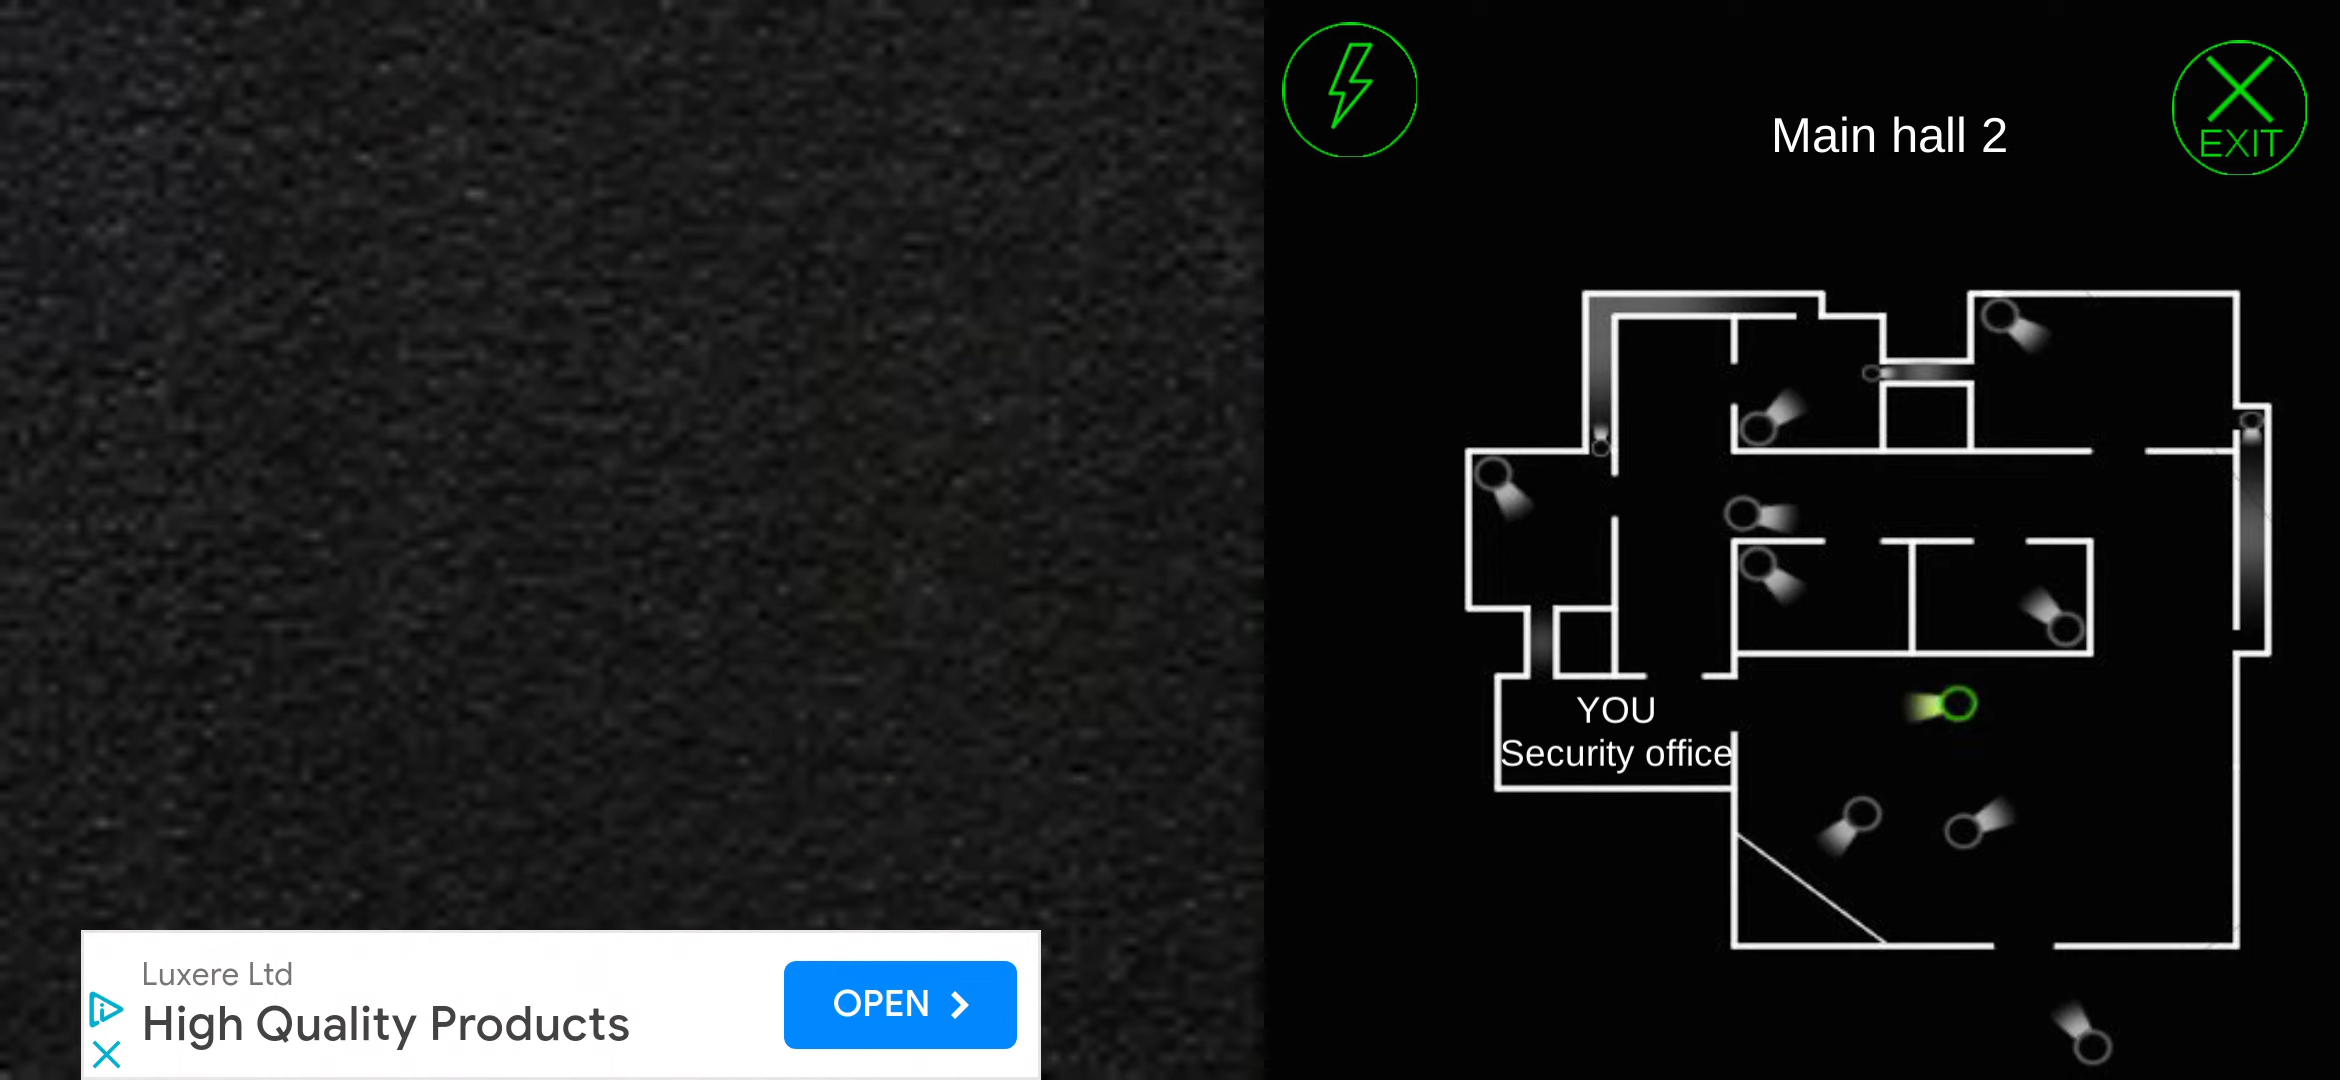 Main hall 2
EXIT
YOU
Security office
Luxere Ltd
High Quality Products
OPEN